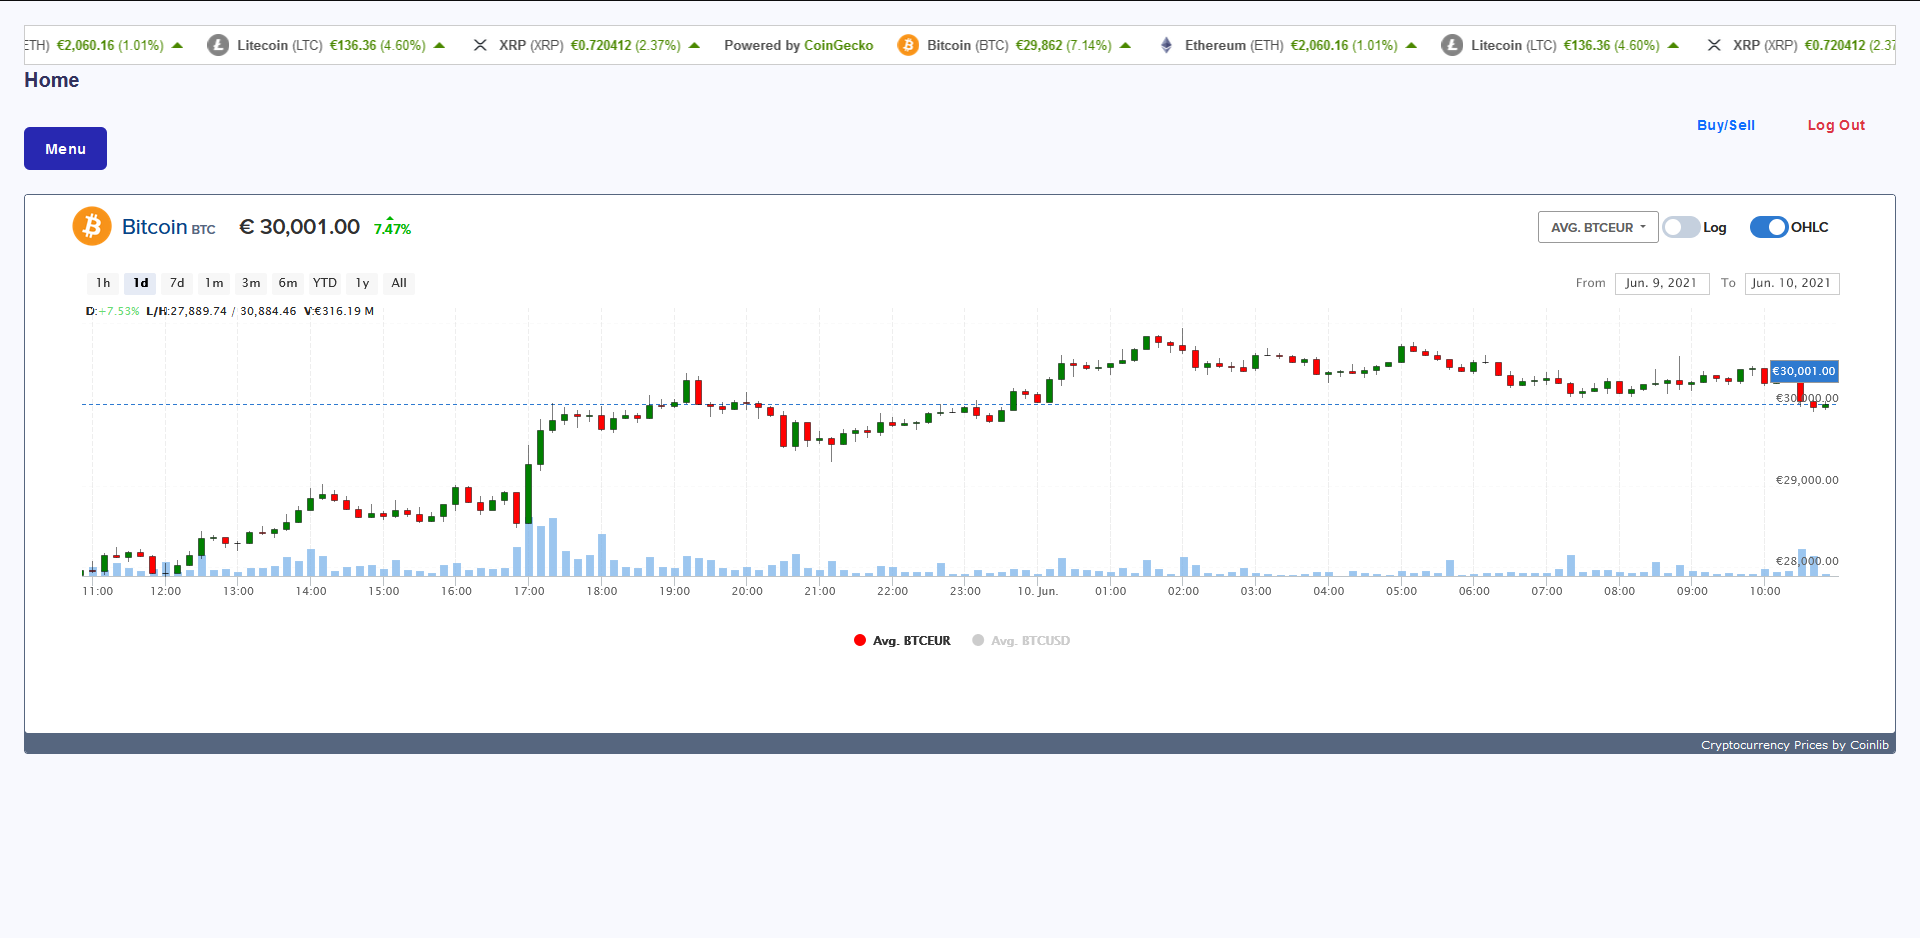 ETH) €2,060.16 (1.01%) Litecoin (LTC) €136.36 (4.60%) XRP (XRP) €0.720412 (2.37%) Powered by CoinGecko Bitcoin (BTC) €29,862 (7.14%) Ethereum (ETH) €2,060.16 (1.01%) Litecoin (LTC) €136.36 (4.60%) XRP (XRP) €0.720412 (2.37
Home
Buy/Sell Log Out
Menu
Bitcoin BTC € 30,001.00 7.47% AVG. BTCEUR Log OHLC
1h 1d 7d 1m 3m 6m YTD 1y All From Jun. 9, 2021 To Jun. 10, 2021
D:+7.53% L/H:27,889.74 / 30,884.46 V:€316.19 M
€30,001.00
€30,000.00
€29,000.00
€28,000.00
11:00 12:00 13:00 14:00 15:00 16:00 17:00 18:00 19:00 20:00 21:00 22:00 23:00 10. Jun. 01:00 02:00 03:00 04:00 05:00 06:00 07:00 08:00 09:00 10:00
Avg. BTCEUR Avg. BTCUSD
Cryptocurrency Prices by Coinlib